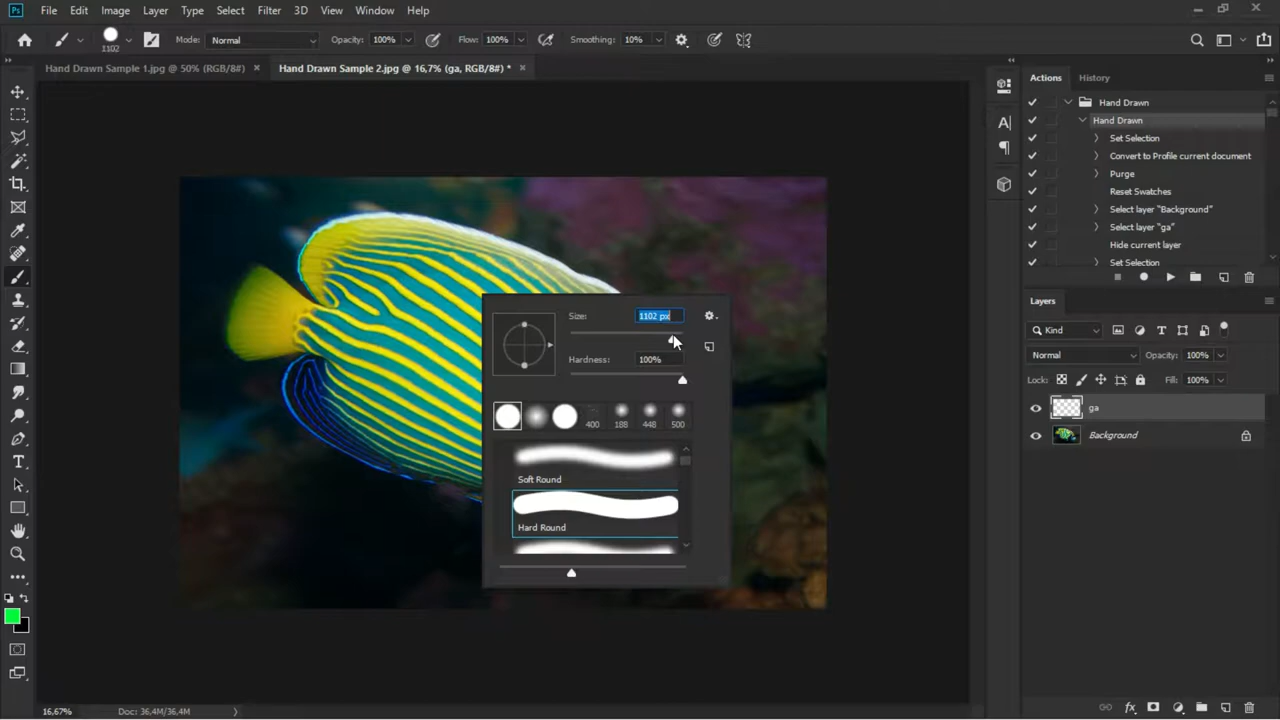 Ps File Edit Image Layer Type Select Filter 3D View Window Help
1102 Mode: Normal Opacity: 100% Flow: 100% Smoothing: 10%
Hand Drawn Sample 1.jpg @ 50% (RGB/8#) × Hand Drawn Sample 2.jpg @ 16,7% (ga, RGB/8#) * ×
Actions History
Hand Drawn
Hand Drawn
Set Selection
Convert to Profile current document
Purge
Reset Swatches
Select layer "Background"
Select layer "ga"
Hide current layer
Set Selection
Size: 1102 px
Hardness: 100%
400 188 448 500
Soft Round
Hard Round
Layers
Kind
Normal Opacity: 100%
Lock: Fill: 100%
ga
Background
16,67% Doc: 36,4M/36,4M